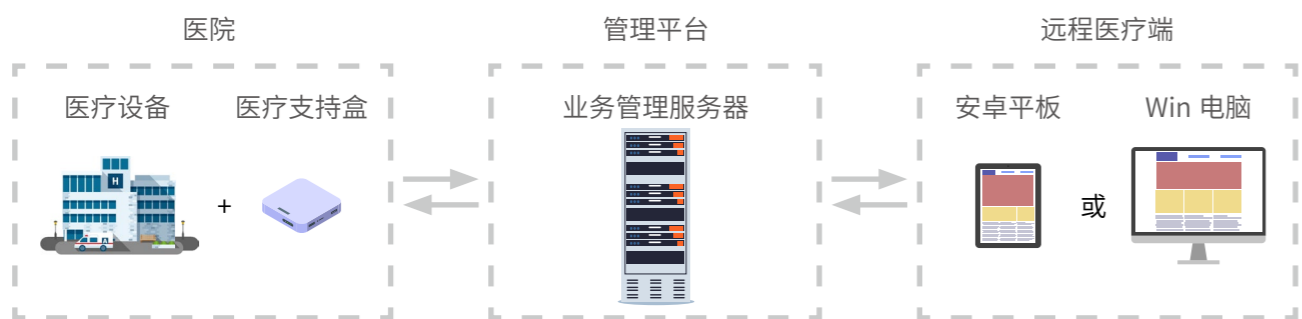 医院
管理平台
远程医疗端
医疗设备
医疗支持盒
业务管理服务器
安卓平板
Win 电脑
H
+
或